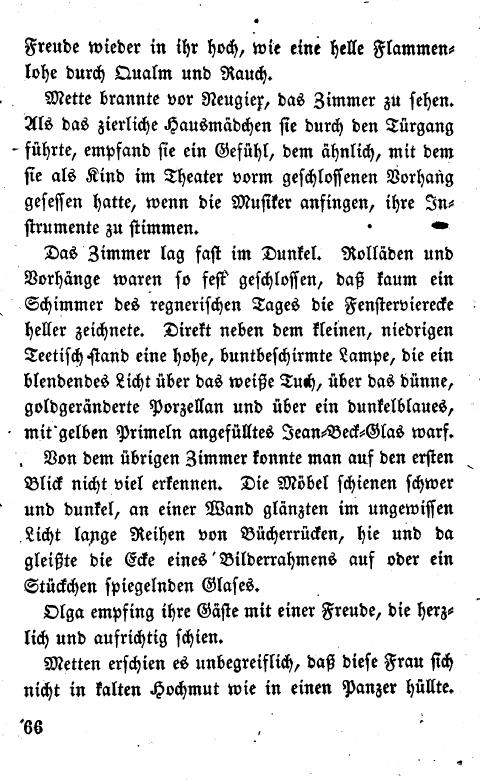 Freude wieder in ihr hoch, wie eine helle Flammen-
lohe durch Qualm und Rauch.
Mette brannte vor Neugier, das Zimmer zu sehen.
Als das zierliche Hausmädchen sie durch den Türgang
führte, empfand sie ein Gefühl, dem ähnlich, mit dem
sie als Kind im Theater vorm geschlossenen Vorhang
gesessen hatte, wenn die Musiker anfingen, ihre In-
strumente zu stimmen.
Das Zimmer lag fast im Dunkel. Rolläden und
Vorhänge waren so fest geschlossen, daß kaum ein
Schimmer des regnerischen Tages die Fenstervierecke
heller zeichnete. Direkt neben dem kleinen, niedrigen
Teetisch stand eine hohe, buntbeschirmte Lampe, die ein
blendendes Licht über das weiße Tuch, über das dünne,
goldgeränderte Porzellan und über ein dunkelblaues,
mit gelben Primeln angefülltes Jean-Beck-Glas warf.
Von dem übrigen Zimmer konnte man auf den ersten
Blick nicht viel erkennen. Die Möbel schienen schwer
und dunkel, an einer Wand glänzten im ungewissen
Licht lange Reihen von Bücherrücken, hie und da
gleißte die Ecke eines Bilderrahmens auf oder ein
Stückchen spiegelnden Glases.
Olga empfing ihre Gäste mit einer Freude, die herz-
lich und aufrichtig schien.
Metten erschien es unbegreiflich, daß diese Frau sich
nicht in kalten Hochmut wie in einen Panzer hüllte.
66